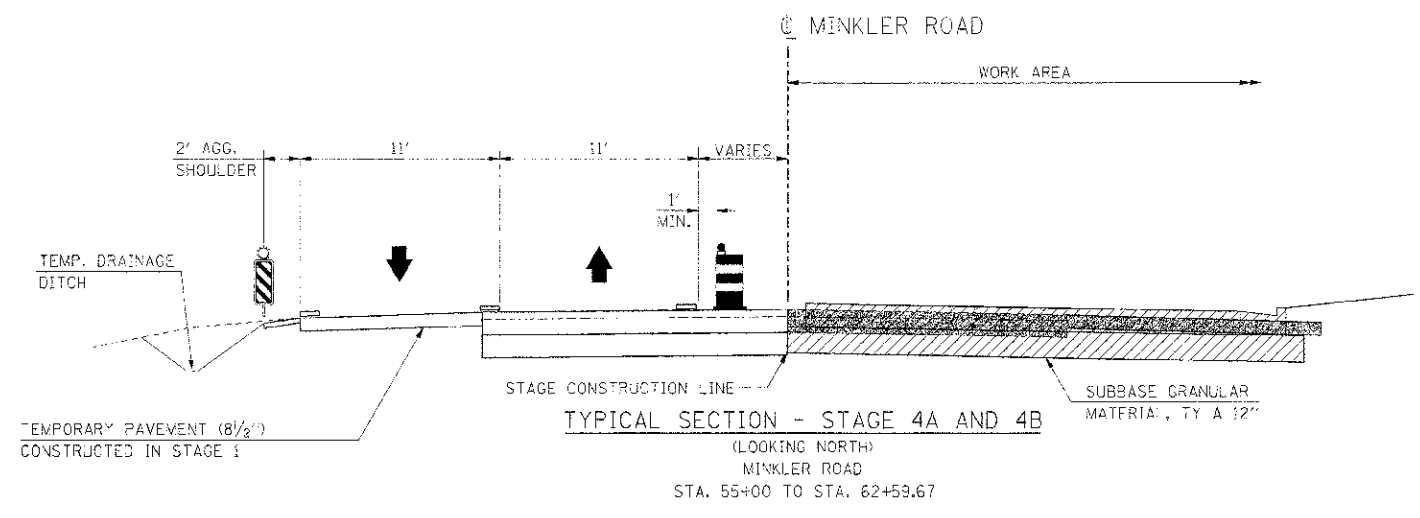 ℄ MINKLER ROAD
WORK AREA
2' AGG.
SHOULDER
11'
11'
VARIES
1'
MIN.
TEMP. DRAINAGE
DITCH
STAGE CONSTRUCTION LINE
SUBBASE GRANULAR
MATERIAL, TY A 12"
TEMPORARY PAVEMENT (8½")
CONSTRUCTED IN STAGE 1
TYPICAL SECTION - STAGE 4A AND 4B
(LOOKING NORTH)
MINKLER ROAD
STA. 55+00 TO STA. 62+59.67